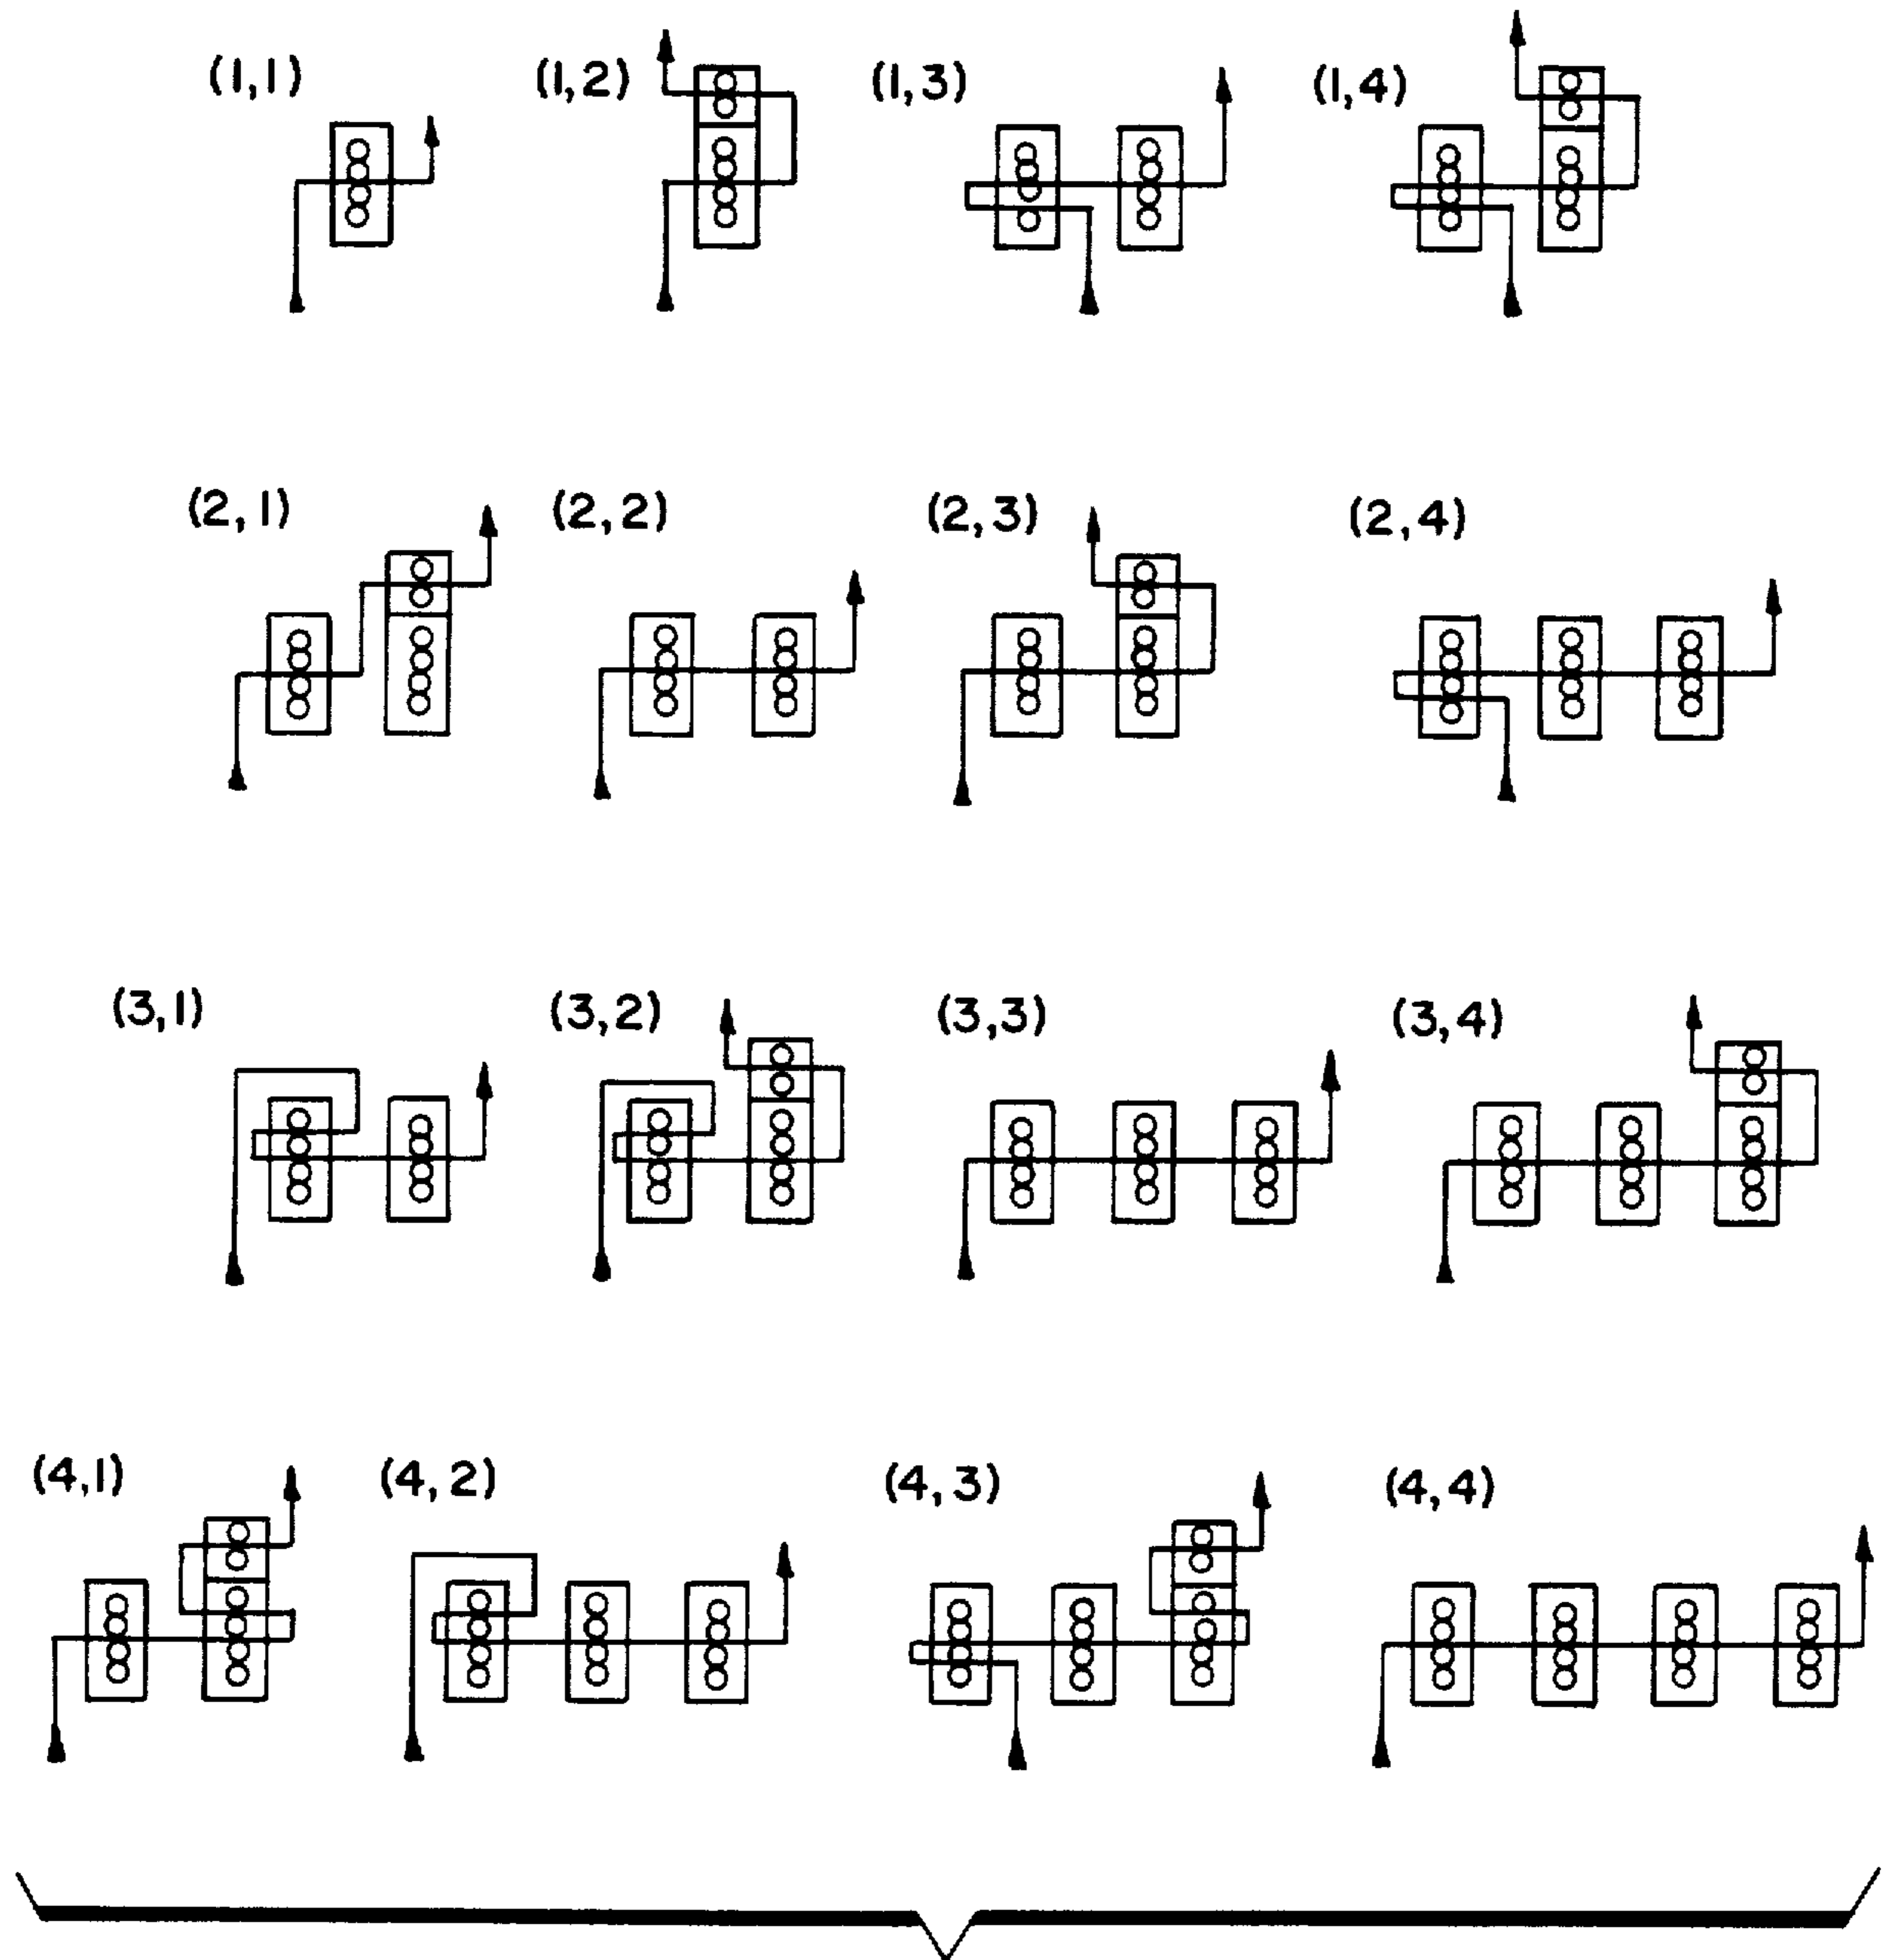 (1,1) (1,2) (1,3) (1,4)
(2,1) (2,2) (2,3) (2,4)
(3,1) (3,2) (3,3) (3,4)
(4,1) (4,2) (4,3) (4,4)